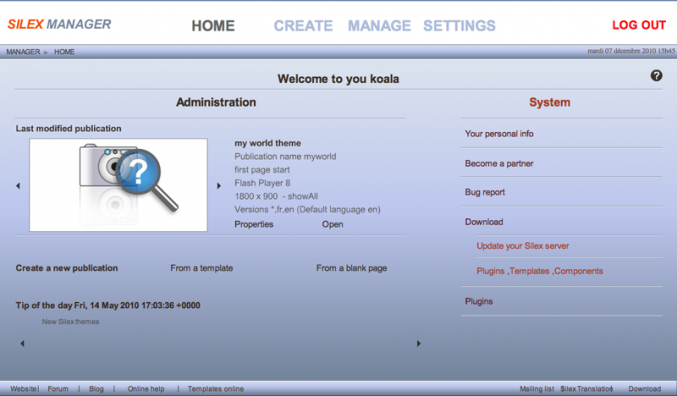 SILEX MANAGER HOME CREATE MANAGE SETTINGS LOG OUT
MANAGER > HOME mardi 07 décembre 2010 15h45
Welcome to you koala ?
Administration
Last modified publication
?
my world theme
Publication name myworld
first page start
Flash Player 8
1800 x 900 - showAll
Versions *,fr,en (Default language en)
Properties Open
Create a new publication From a template From a blank page
Tip of the day Fri, 14 May 2010 17:03:36 +0000
New Silex themes
System
Your personal info
Become a partner
Bug report
Download
Update your Silex server
Plugins ,Templates ,Components
Plugins
Website| Forum | Blog | Online help | Templates online Mailing list Silex Translation Download